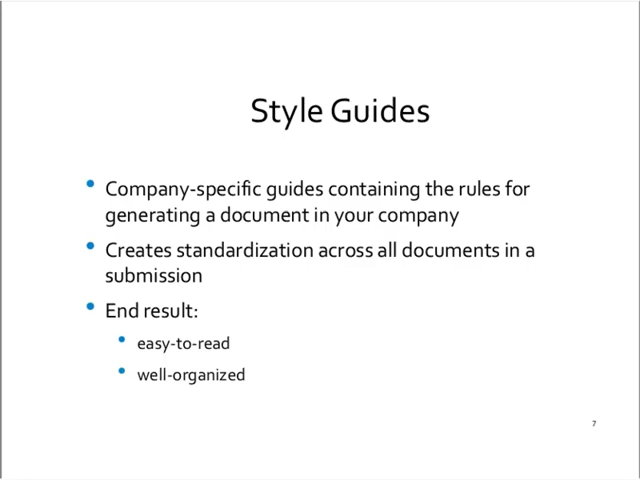 Style Guides
Company-specific guides containing the rules for
generating a document in your company
Creates standardization across all documents in a
submission
End result:
easy-to-read
well-organized
7